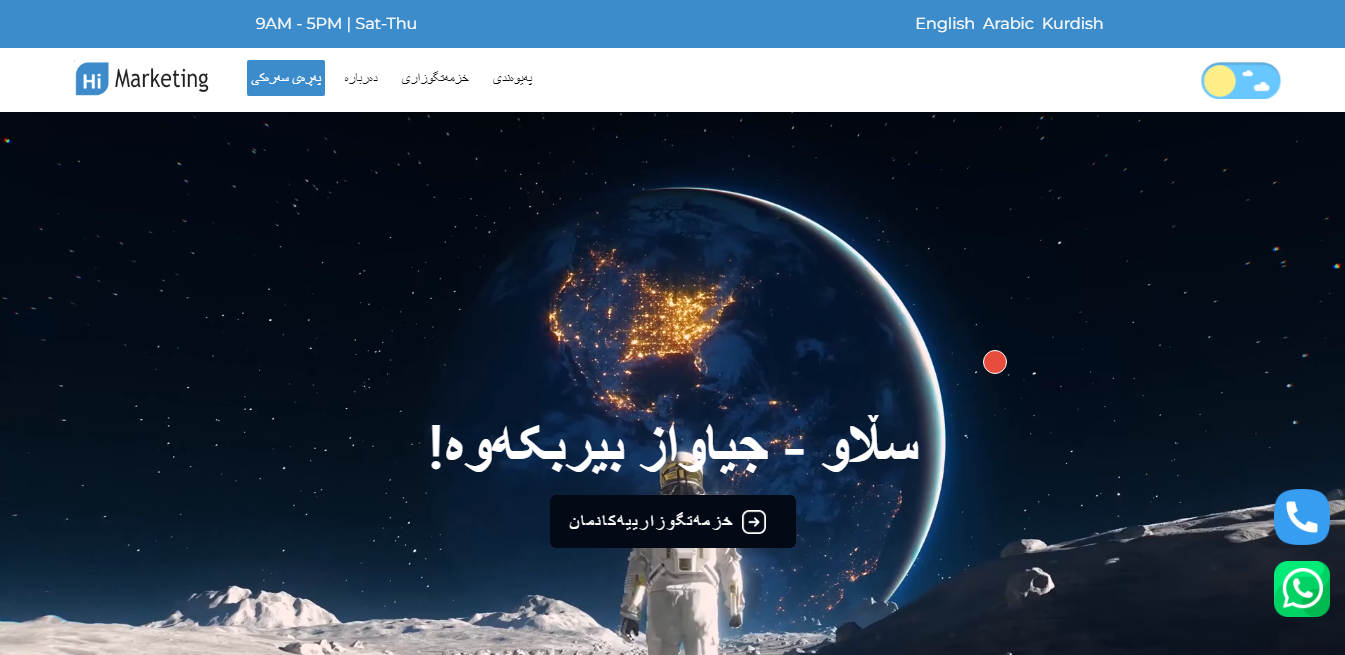 9AM - 5PM | Sat-Thu
English Arabic Kurdish
Hi Marketing
پەڕەی سەرەکی
دەربارە
خزمەتگوزاری
پەیوەندی
سڵاو - جیاواز بیربکەوە!
خزمەتگوزارییەکانمان